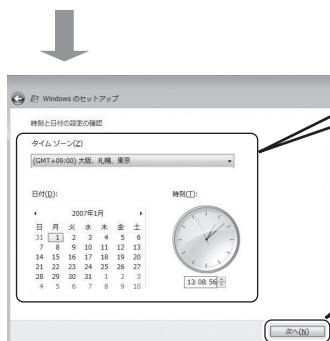 Windows のセットアップ
時刻と日付の設定の確認
タイム ゾーン(Z)
(GMT+09:00) 大阪、札幌、東京
日付(D):
時刻(T):
2007年1月
日 月 火 水 木 金 土
31 1 2 3 4 5 6
7 8 9 10 11 12 13
14 15 16 17 18 19 20
21 22 23 24 25 26 27
28 29 30 31 1 2 3
4 5 6 7 8 9 10
13:08:56
次へ(N)